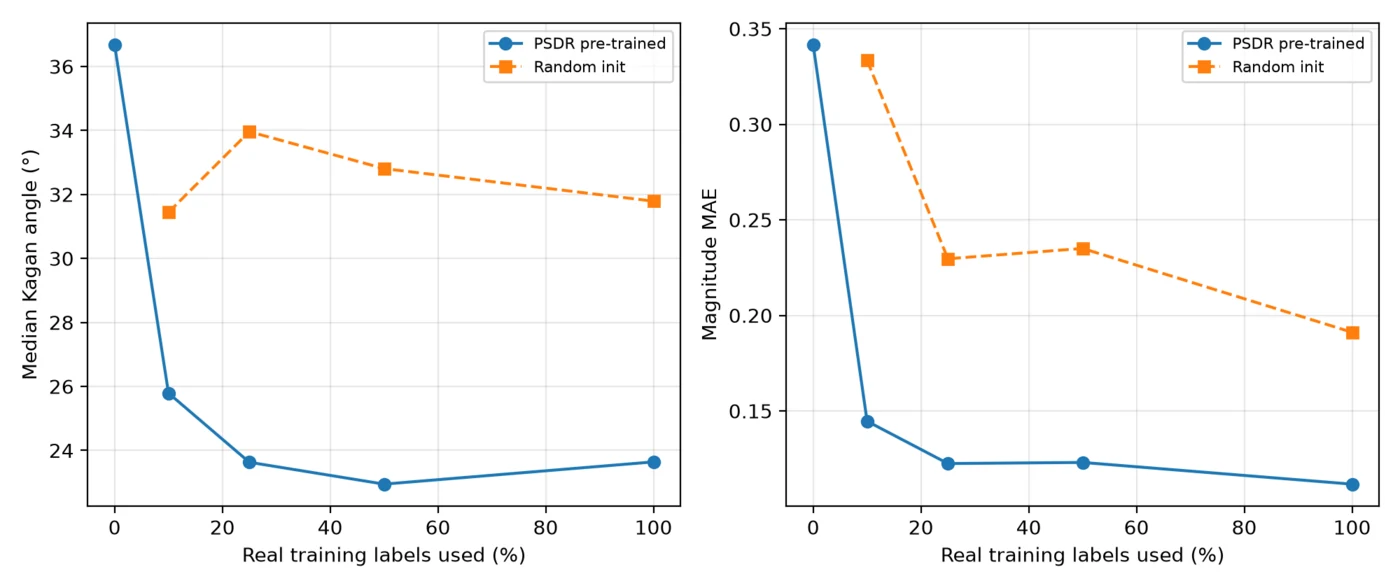 PSDR pre-trained
Random init
36
34
32
30
28
26
24
Median Kagan angle (°)
0 20 40 60 80 100
Real training labels used (%)
PSDR pre-trained
Random init
0.35
0.30
0.25
0.20
0.15
Magnitude MAE
0 20 40 60 80 100
Real training labels used (%)